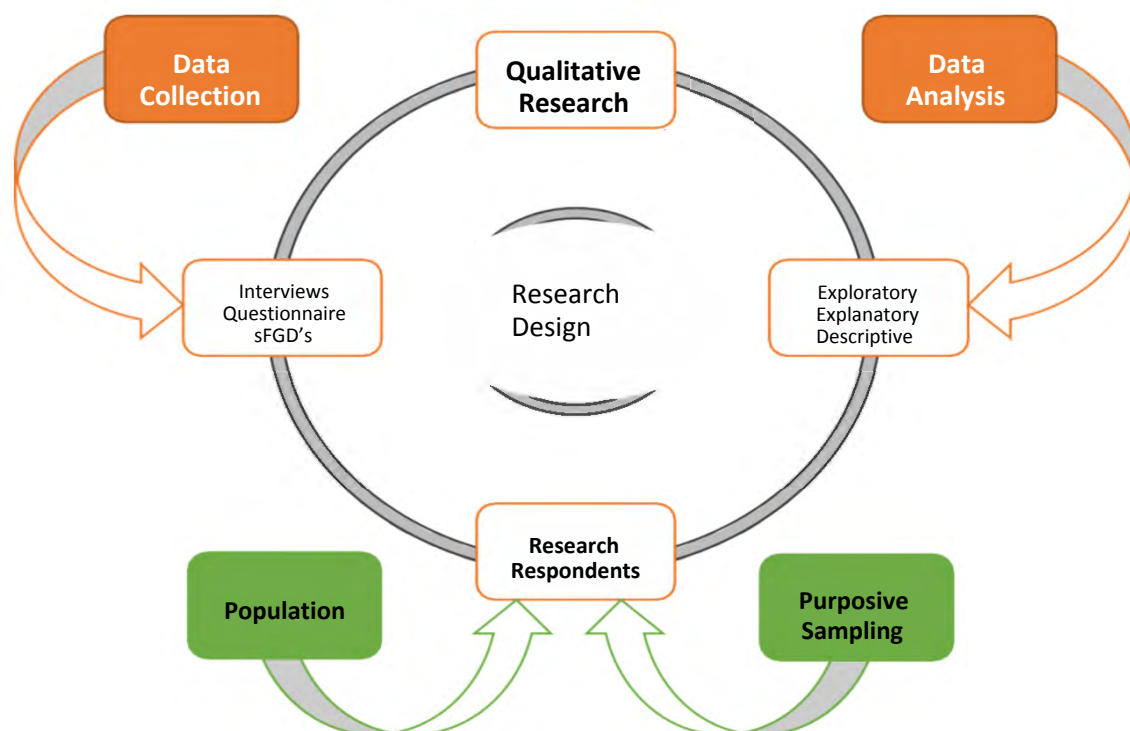 Data
Collection
Qualitative
Research
Data
Analysis
Interviews
Questionnaire
sFGD's
Research
Design
Exploratory
Explanatory
Descriptive
Research
Respondents
Population
Purposive
Sampling